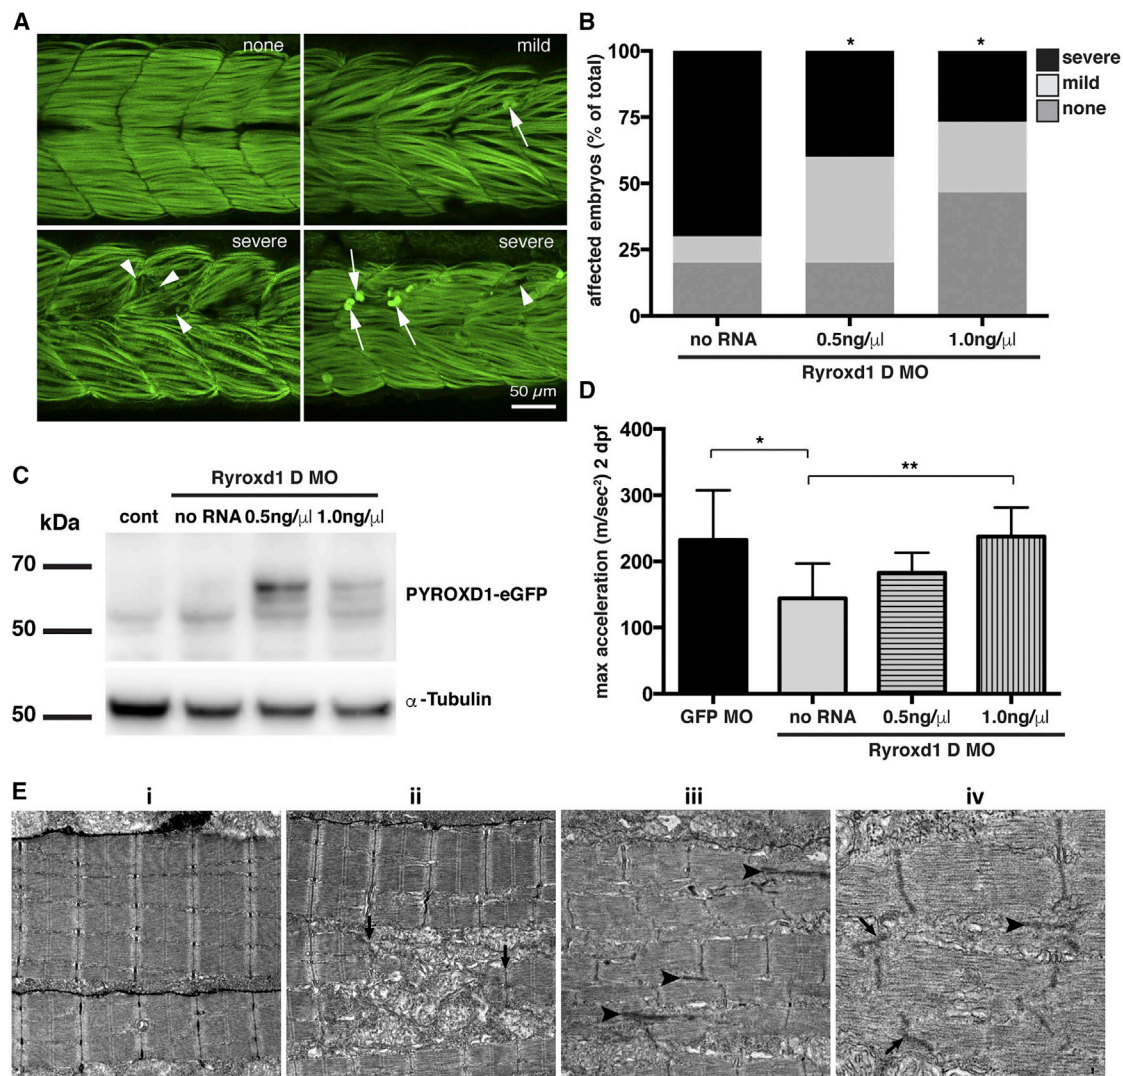 A
none
mild
severe
severe
50 µm
B
affected embryos (% of total)
100
75
50
25
0
*
*
severe
mild
none
no RNA
0.5ng/µl
1.0ng/µl
Ryroxd1 D MO
C
Ryroxd1 D MO
kDa
cont
no RNA
0.5ng/µl
1.0ng/µl
70
50
50
PYROXD1-eGFP
α-Tubulin
D
max acceleration (m/sec²) 2 dpf
400
300
200
100
0
*
**
GFP MO
no RNA
0.5ng/µl
1.0ng/µl
Ryroxd1 D MO
E
i
ii
iii
iv